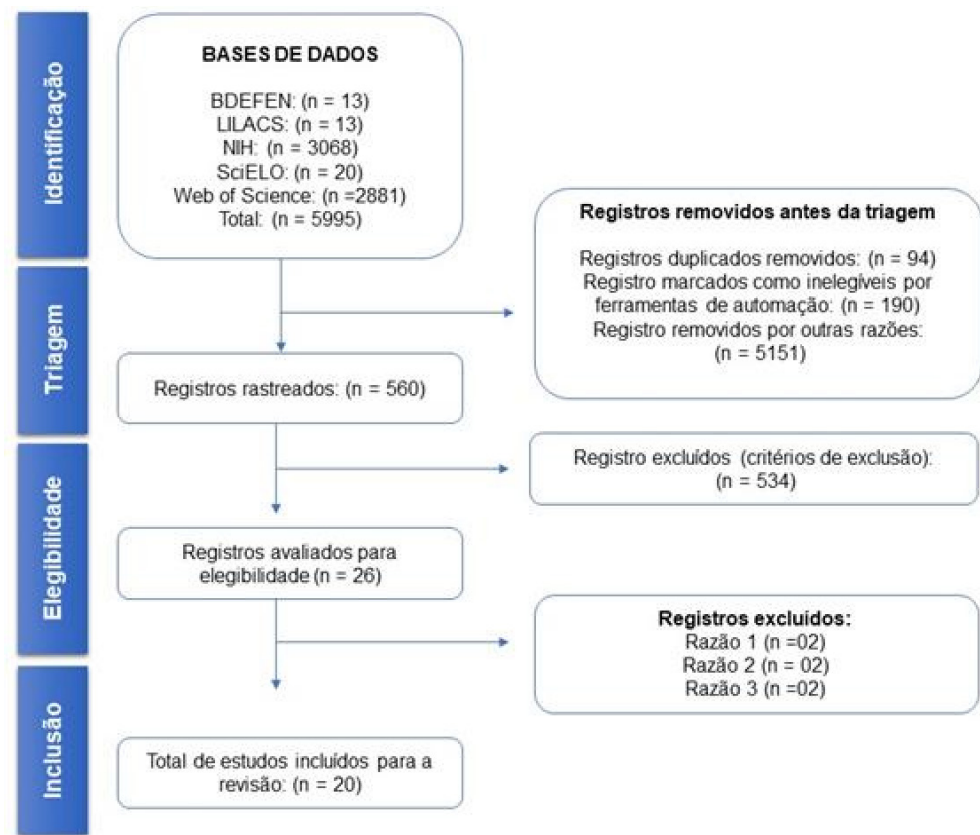 Identificação
BASES DE DADOS
BDEFEN: (n = 13)
LILACS: (n = 13)
NIH: (n = 3068)
SciELO: (n = 20)
Web of Science: (n =2881)
Total: (n = 5995)
Registros removidos antes da triagem
Registros duplicados removidos: (n = 94)
Registro marcados como inelegíveis por
ferramentas de automação: (n = 190)
Registro removidos por outras razões:
(n = 5151)
Triagem
Registros rastreados: (n = 560)
Registro excluídos (critérios de exclusão):
(n = 534)
Elegibilidade
Registros avaliados para
elegibilidade (n = 26)
Registros excluídos:
Razão 1 (n =02)
Razão 2 (n = 02)
Razão 3 (n =02)
Inclusão
Total de estudos incluídos para a
revisão: (n = 20)